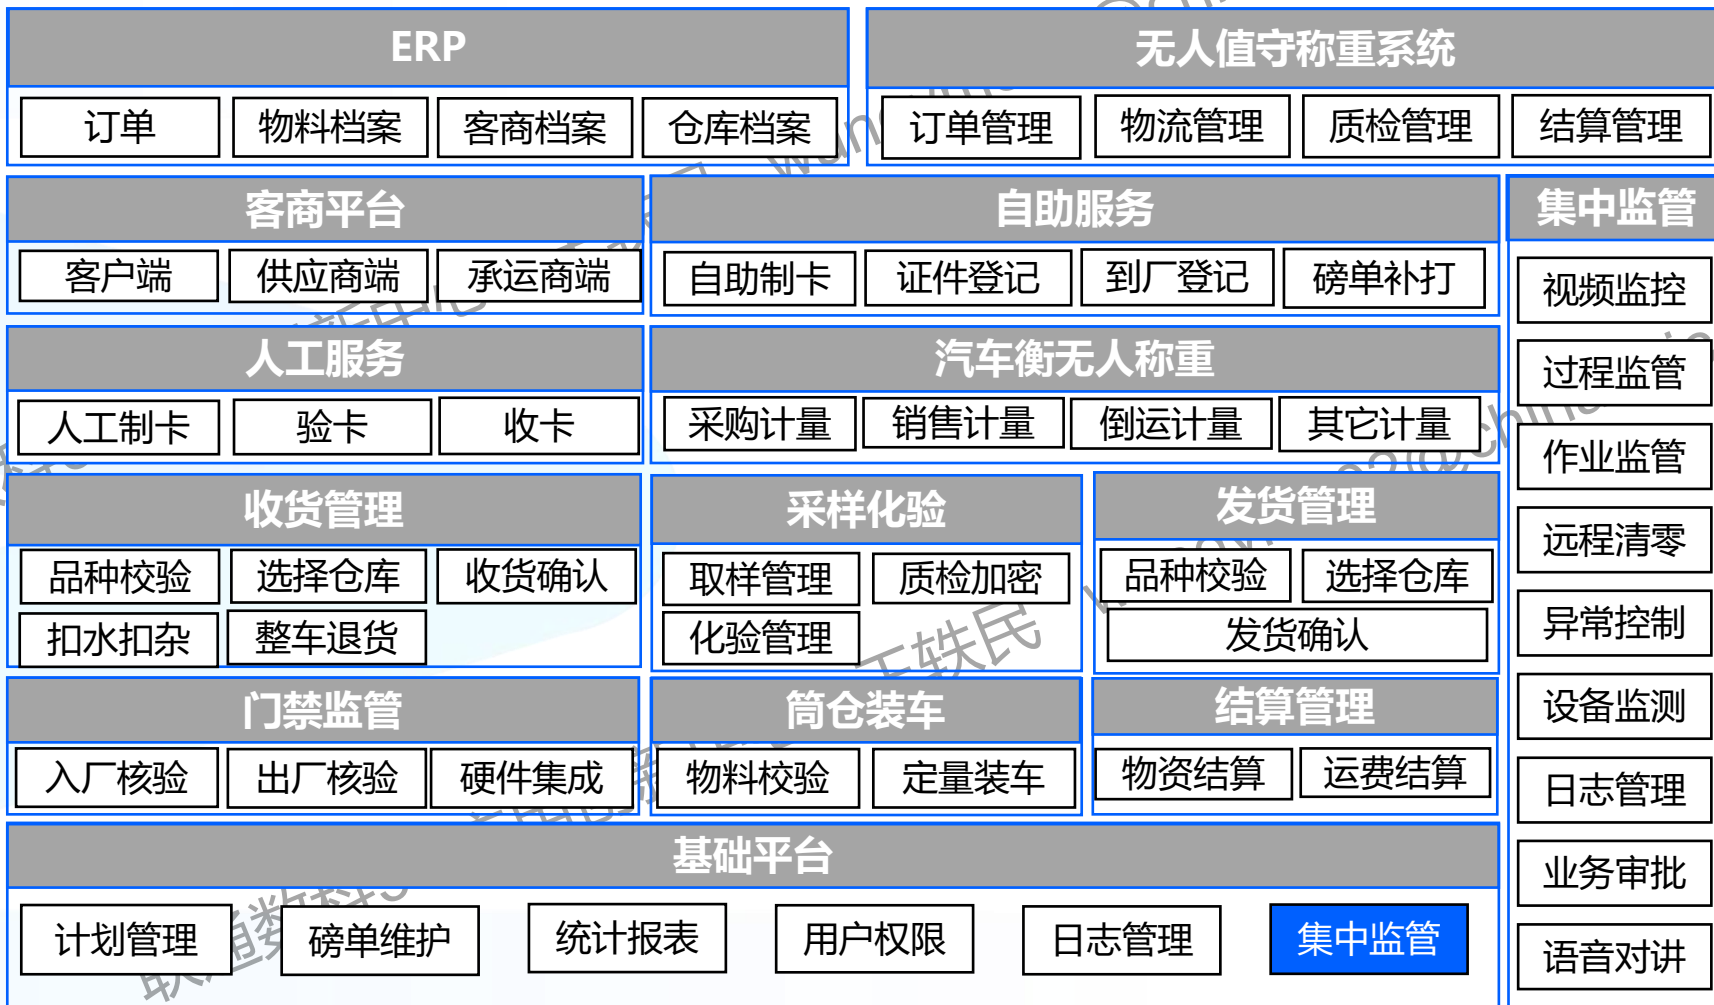 ERP
订单 物料档案 客商档案 仓库档案
无人值守称重系统
订单管理 物流管理 质检管理 结算管理
客商平台
客户端 供应商端 承运商端
自助服务
自助制卡 证件登记 到厂登记 磅单补打
集中监管
视频监控
过程监管
作业监管
远程清零
异常控制
设备监测
日志管理
业务审批
语音对讲
人工服务
人工制卡 验卡 收卡
汽车衡无人称重
采购计量 销售计量 倒运计量 其它计量
收货管理
品种校验 选择仓库 收货确认
扣水扣杂 整车退货
采样化验
取样管理 质检加密
化验管理
发货管理
品种校验 选择仓库
发货确认
门禁监管
入厂核验 出厂核验 硬件集成
筒仓装车
物料校验 定量装车
结算管理
物资结算 运费结算
基础平台
计划管理 磅单维护 统计报表 用户权限 日志管理 集中监管